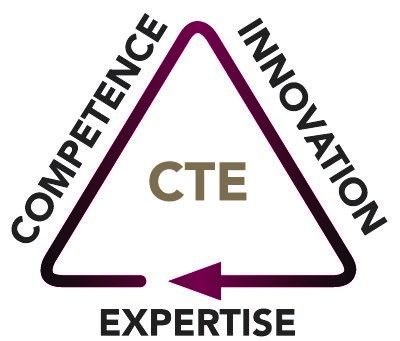 COMPETENCE
INNOVATION
CTE
EXPERTISE